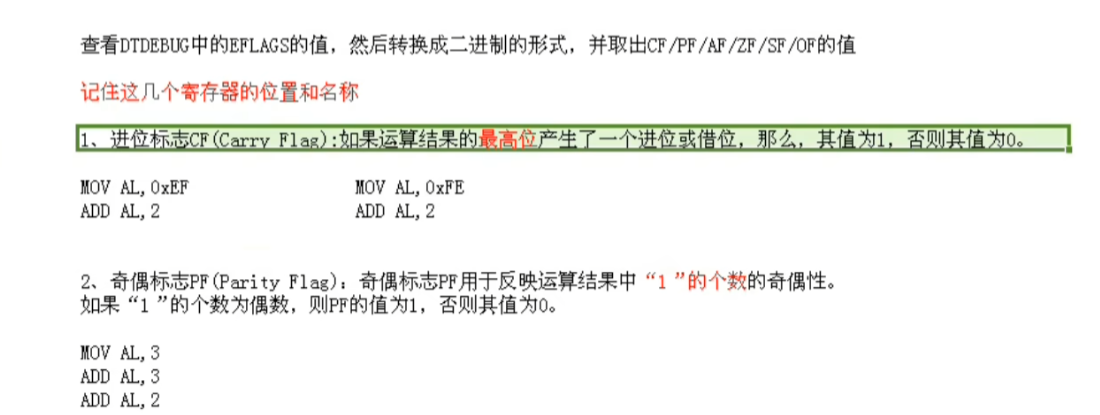 查看DTDEBUG中的EFLAGS的值，然后转换成二进制的形式，并取出CF/PF/AF/ZF/SF/OF的值
记住这几个寄存器的位置和名称
1、进位标志CF(Carry Flag):如果运算结果的最高位产生了一个进位或借位，那么，其值为1，否则其值为0。
MOV AL,0xEF MOV AL,0xFE
ADD AL,2 ADD AL,2
2、奇偶标志PF(Parity Flag)：奇偶标志PF用于反映运算结果中“1”的个数的奇偶性。
如果“1”的个数为偶数，则PF的值为1，否则其值为0。
MOV AL,3
ADD AL,3
ADD AL,2